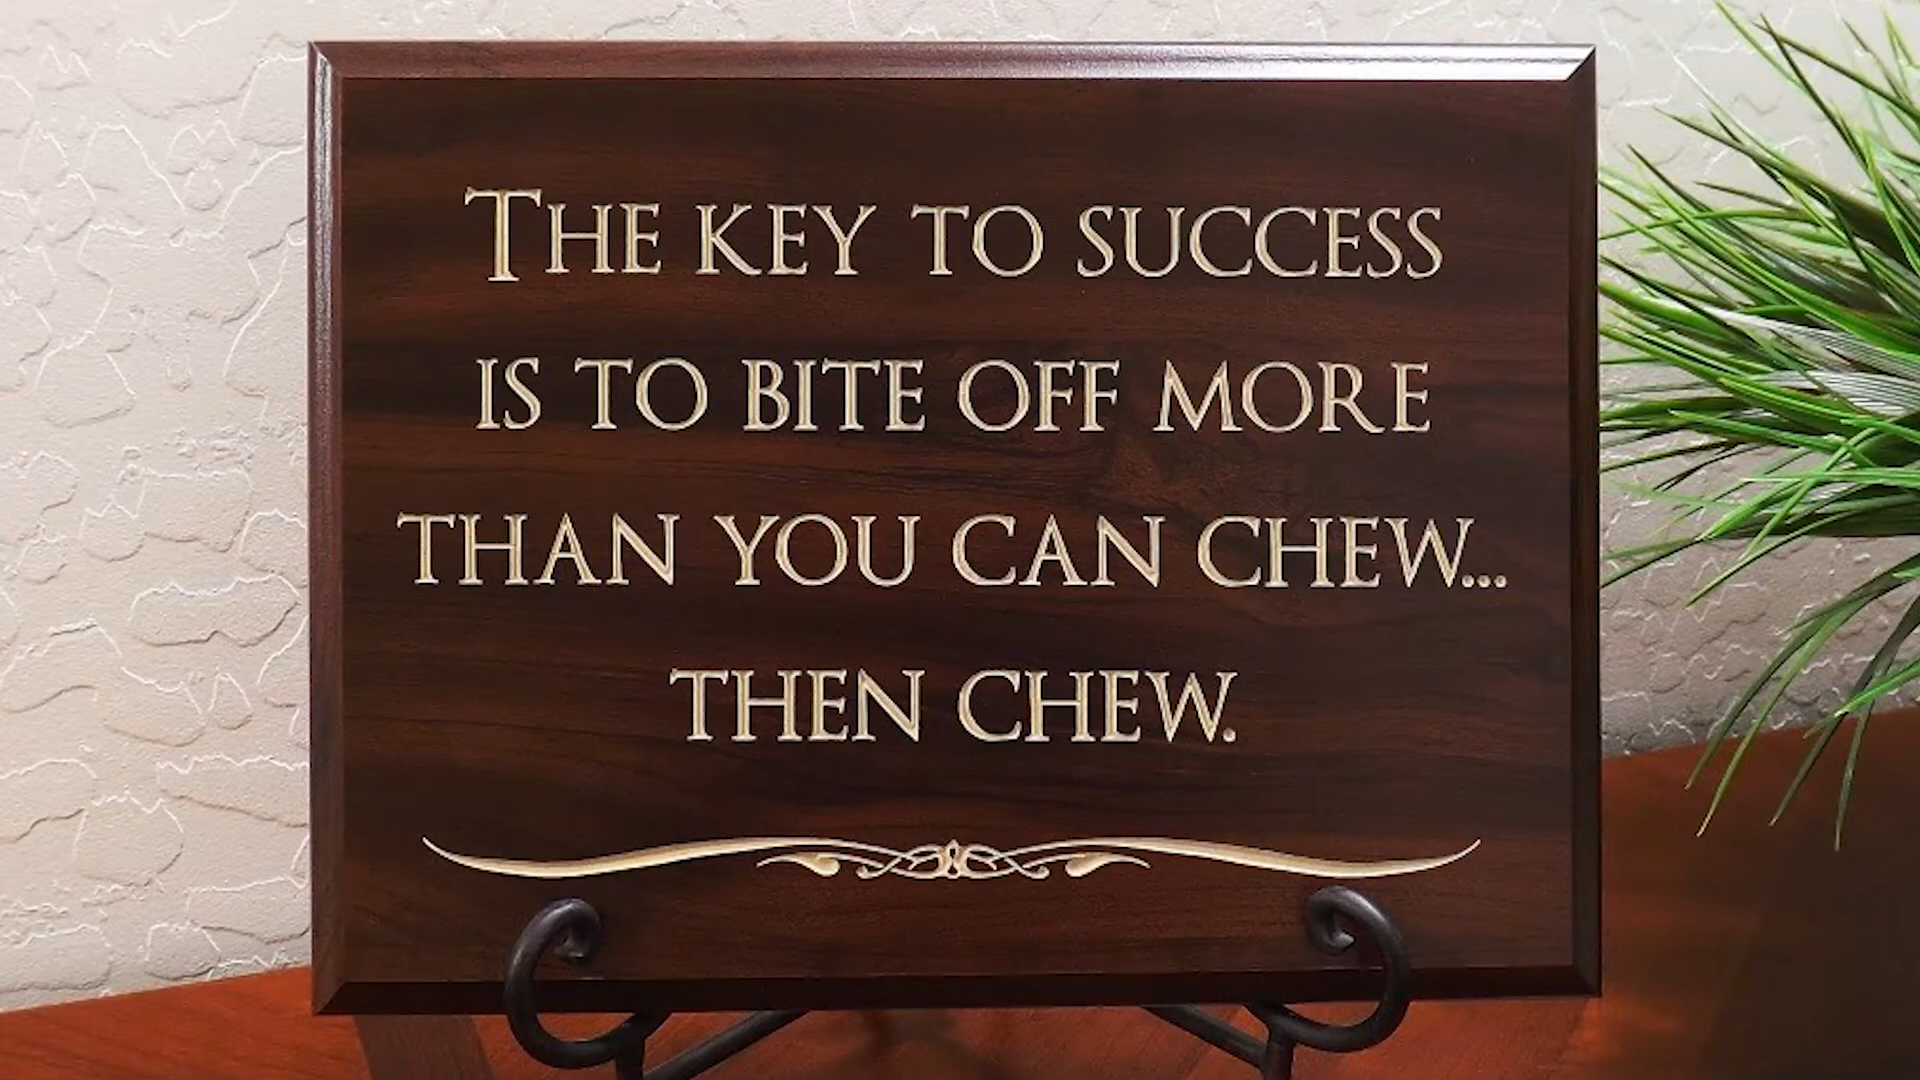 THE KEY TO SUCCESS
IS TO BITE OFF MORE
THAN YOU CAN CHEW...
THEN CHEW.